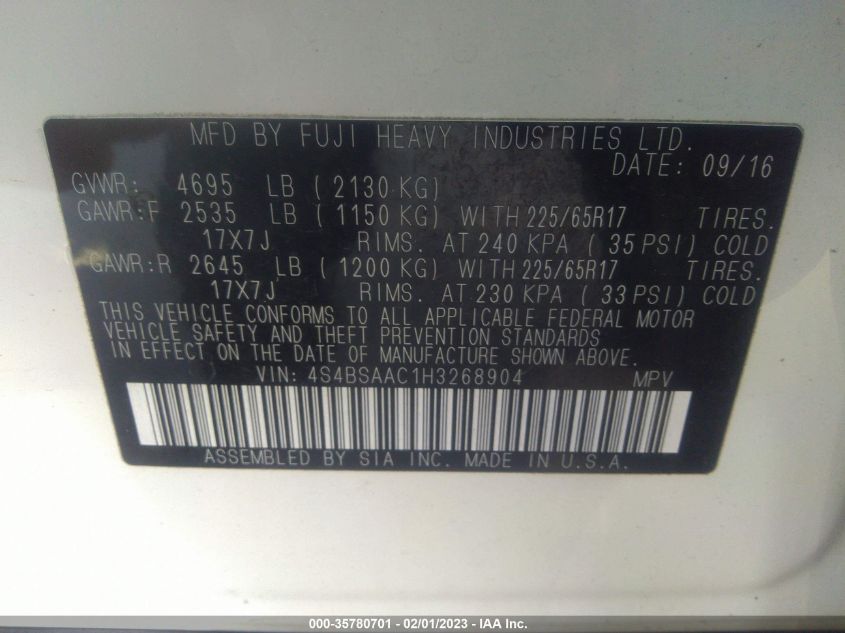 MFD BY FUJI HEAVY INDUSTRIES LTD.
DATE: 09/16
GVWR: 4695 LB ( 2130 KG)
GAWR:F 2535 LB ( 1150 KG) WITH 225/65R17 TIRES.
17X7J RIMS. AT 240 KPA ( 35 PSI) COLD
GAWR:R 2645 LB ( 1200 KG) WITH 225/65R17 TIRES.
17X7J RIMS. AT 230 KPA ( 33 PSI) COLD
THIS VEHICLE CONFORMS TO ALL APPLICABLE FEDERAL MOTOR
VEHICLE SAFETY AND THEFT PREVENTION STANDARDS
IN EFFECT ON THE DATE OF MANUFACTURE SHOWN ABOVE.
VIN: 4S4BSAAC1H3268904 MPV
ASSEMBLED BY SIA INC. MADE IN U.S.A.
000-35780701 - 02/01/2023 - IAA Inc.